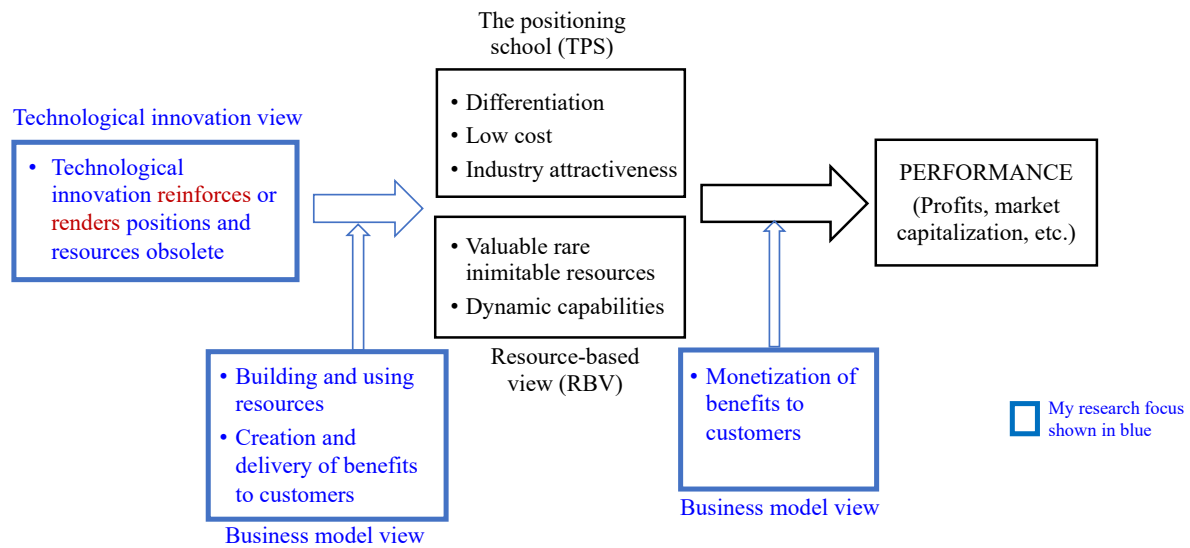 The positioning
school (TPS)
• Differentiation
• Low cost
• Industry attractiveness
Technological innovation view
• Technological
innovation reinforces or
renders positions and
resources obsolete
PERFORMANCE
(Profits, market
capitalization, etc.)
• Valuable rare
inimitable resources
• Dynamic capabilities
Resource-based
view (RBV)
• Building and using
resources
• Creation and
delivery of benefits
to customers
Business model view
• Monetization of
benefits to
customers
Business model view
My research focus
shown in blue